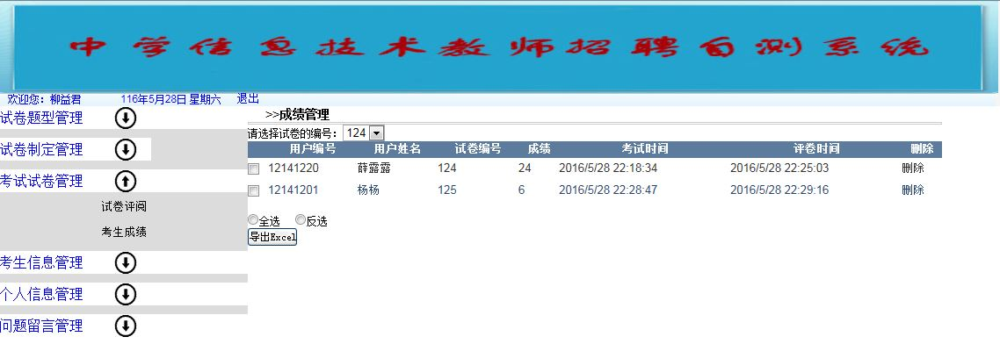 中学信息技术教师招聘自测系统
欢迎您：柳益君 116年5月28日 星期六 退出
试卷题型管理
试卷制定管理
考试试卷管理
试卷评阅
考生成绩
考生信息管理
个人信息管理
问题留言管理
>>成绩管理
请选择试卷的编号： 124
用户编号 用户姓名 试卷编号 成绩 考试时间 评卷时间 删除
12141220 薛露露 124 24 2016/5/28 22:18:34 2016/5/28 22:25:03 删除
12141201 杨杨 125 6 2016/5/28 22:28:47 2016/5/28 22:29:16 删除
全选 反选
导出Excel